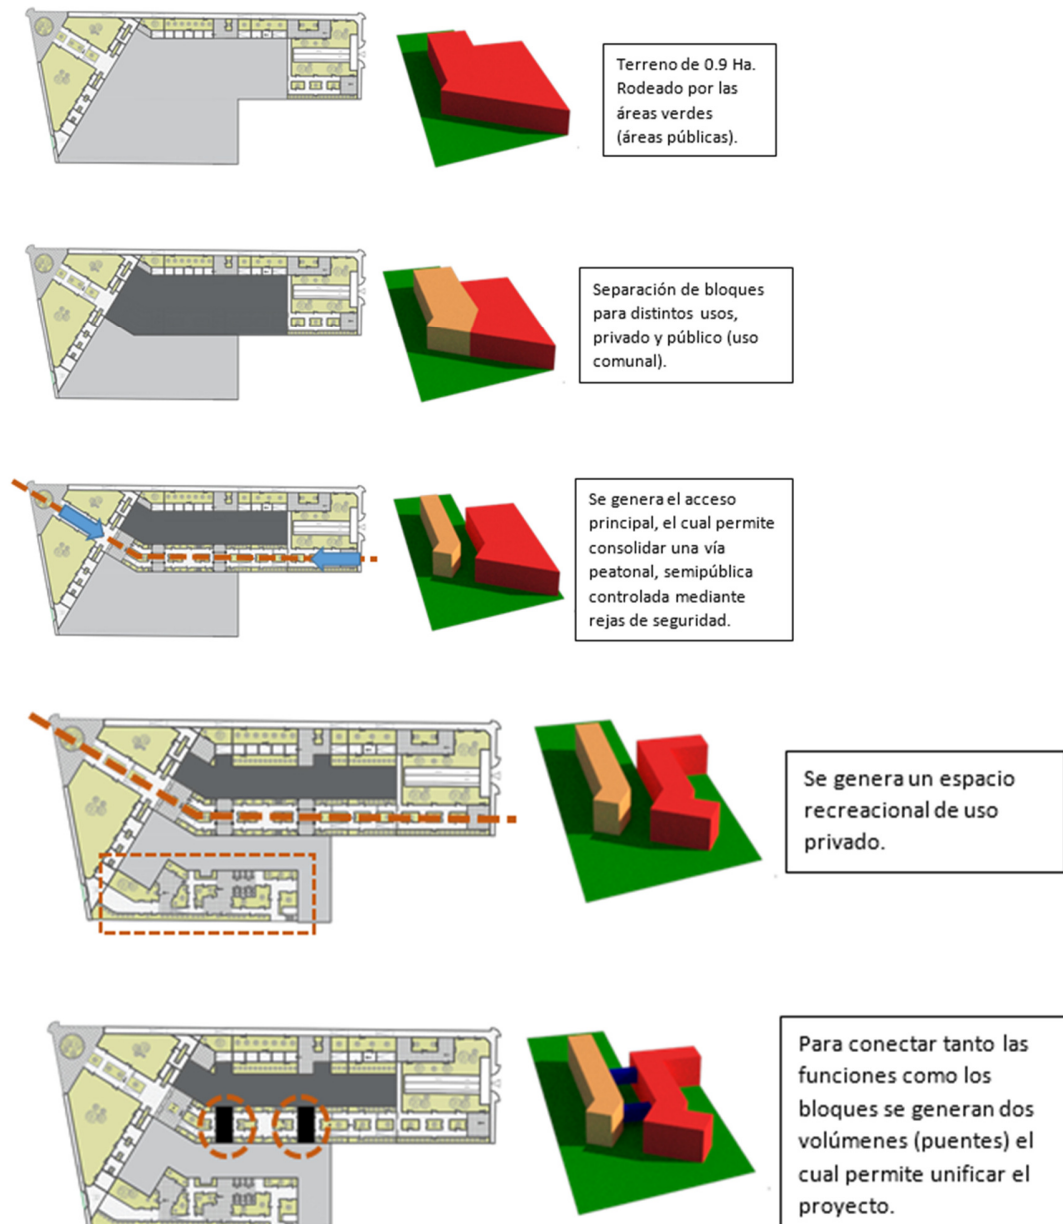 Terreno de 0.9 Ha.
Rodeado por las
áreas verdes
(áreas públicas).
Separación de bloques
para distintos usos,
privado y público (uso
comunal).
Se genera el acceso
principal, el cual permite
consolidar una vía
peatonal, semipública
controlada mediante
rejas de seguridad.
Se genera un espacio
recreacional de uso
privado.
Para conectar tanto las
funciones como los
bloques se generan dos
volúmenes (puentes) el
cual permite unificar el
proyecto.